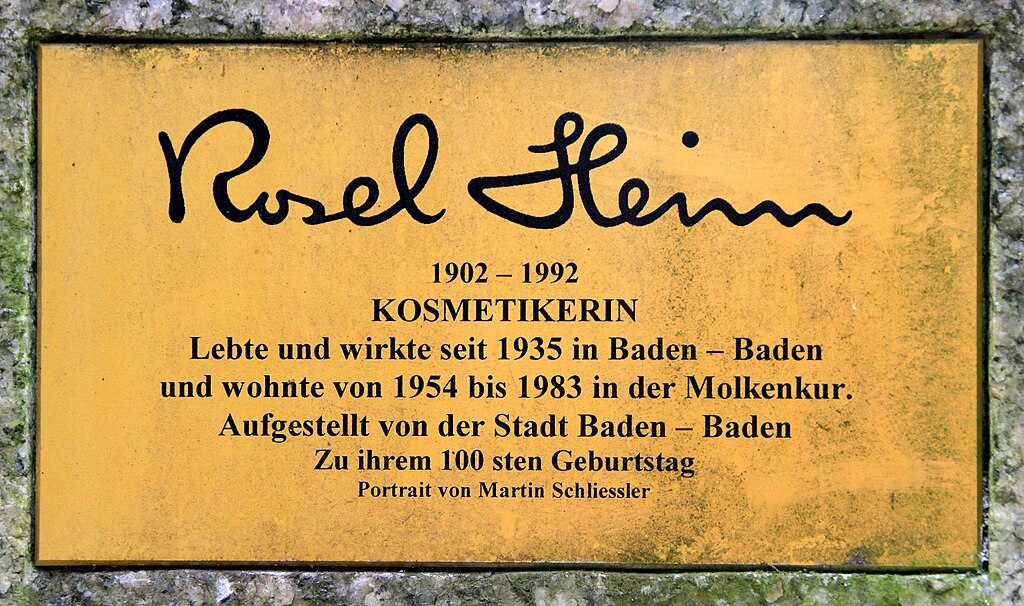 Rosel Heim
1902 – 1992
KOSMETIKERIN
Lebte und wirkte seit 1935 in Baden – Baden
und wohnte von 1954 bis 1983 in der Molkenkur.
Aufgestellt von der Stadt Baden – Baden
Zu ihrem 100 sten Geburtstag
Portrait von Martin Schliessler